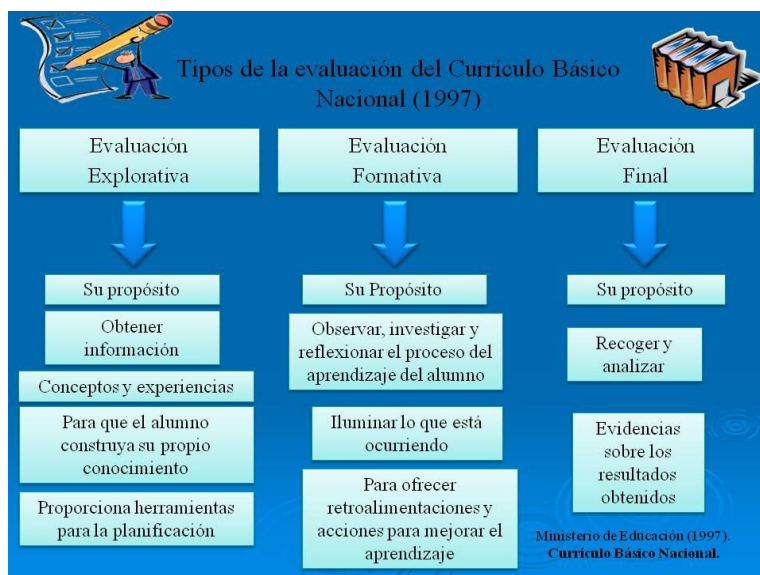 Tipos de la evaluación del Currículo Básico
Nacional (1997)
Evaluación
Explorativa
Su propósito
Obtener
información
Conceptos y experiencias
Para que el alumno
construya su propio
conocimiento
Proporciona herramientas
para la planificación
Evaluación
Formativa
Su Propósito
Observar, investigar y
reflexionar el proceso del
aprendizaje del alumno
Iluminar lo que está
ocurriendo
Para ofrecer
retroalimentaciones y
acciones para mejorar el
aprendizaje
Evaluación
Final
Su propósito
Recoger y
analizar
Evidencias
sobre los
resultados
obtenidos
Ministerio de Educación (1997).
Currículo Básico Nacional.